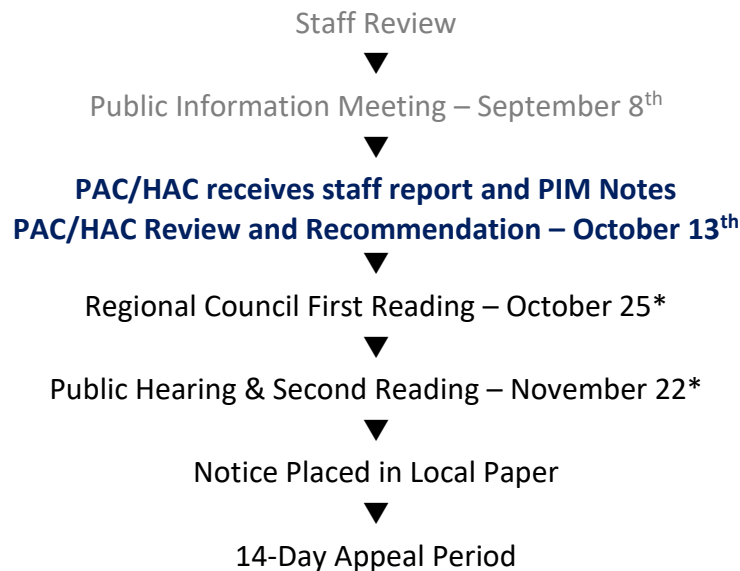 Staff Review
▼
Public Information Meeting – September 8th
▼
PAC/HAC receives staff report and PIM Notes
PAC/HAC Review and Recommendation – October 13th
▼
Regional Council First Reading – October 25*
▼
Public Hearing & Second Reading – November 22*
▼
Notice Placed in Local Paper
▼
14-Day Appeal Period